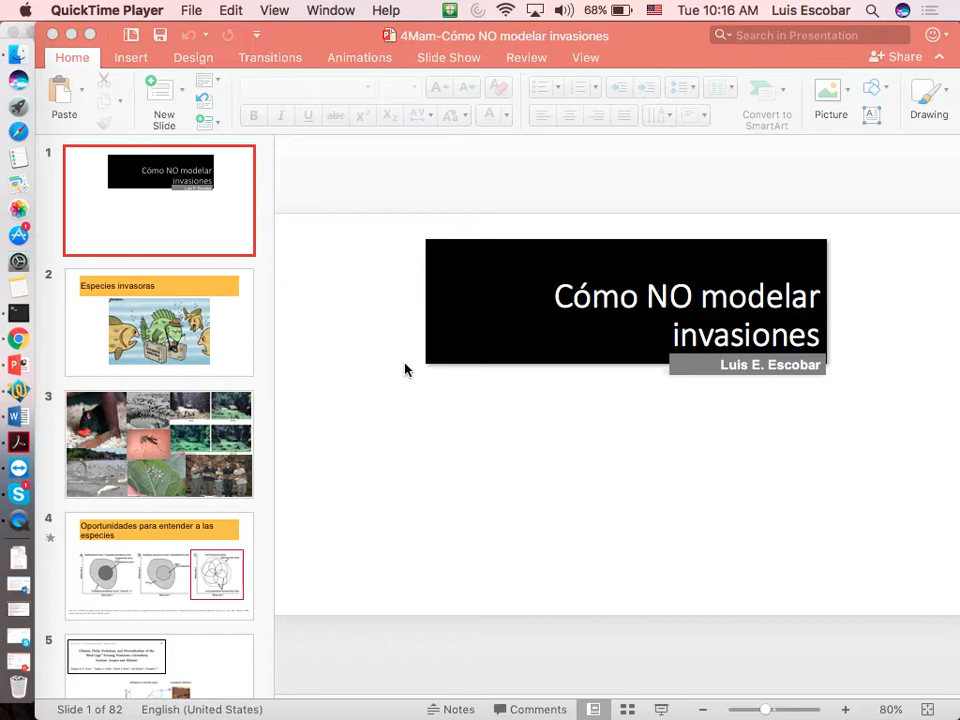 QuickTime Player File Edit View Window Help 68% Tue 10:16 AM Luis Escobar
4Mam-Cómo NO modelar invasiones
Search in Presentation
Home Insert Design Transitions Animations Slide Show Review View Share
Paste
New
Slide
Convert to
SmartArt
Picture
Drawing
1
Cómo NO modelar
invasiones
Luis E. Escobar
2
Especies invasoras
3
4
Oportunidades para entender a las
especies
5
Cómo NO modelar
invasiones
Luis E. Escobar
Slide 1 of 82 English (United States) Notes Comments 80%